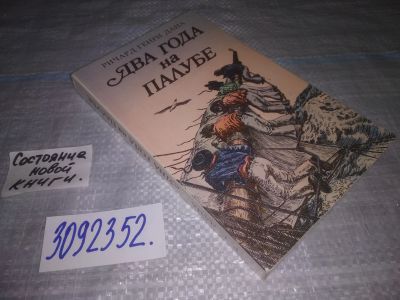 РИЧАРД ГЕНРИ ДАНА
ДВА ГОДА
на
ПАЛУБЕ
Состояние
новой
книги.
3092352.